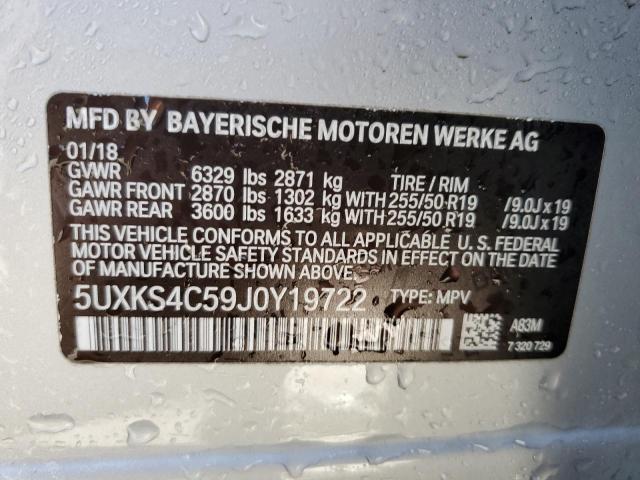 MFD BY BAYERISCHE MOTOREN WERKE AG
01/18
GVWR 6329 lbs 2871 kg TIRE / RIM
GAWR FRONT 2870 lbs 1302 kg WITH 255/50 R19 /9.0J x 19
GAWR REAR 3600 lbs 1633 kg WITH 255/50 R19 /9.0J x 19
THIS VEHICLE CONFORMS TO ALL APPLICABLE U. S. FEDERAL
MOTOR VEHICLE SAFETY STANDARDS IN EFFECT ON THE DATE
OF MANUFACTURE SHOWN ABOVE.
5UXKS4C59J0Y19722 TYPE: MPV
A83M
7 320 729